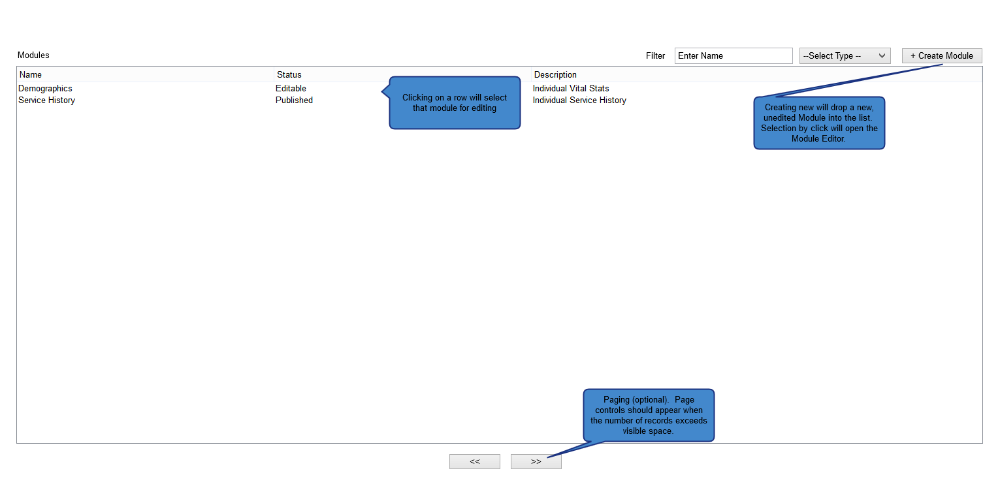 Modules
Filter
Enter Name
--Select Type --
+ Create Module
Name Status Description
Demographics Editable Individual Vital Stats
Service History Published Individual Service History
Clicking on a row will select
that module for editing
Creating new will drop a new,
unedited Module into the list.
Selection by click will open the
Module Editor.
Paging (optional).  Page
controls should appear when
the number of records exceeds
visible space.
<< >>